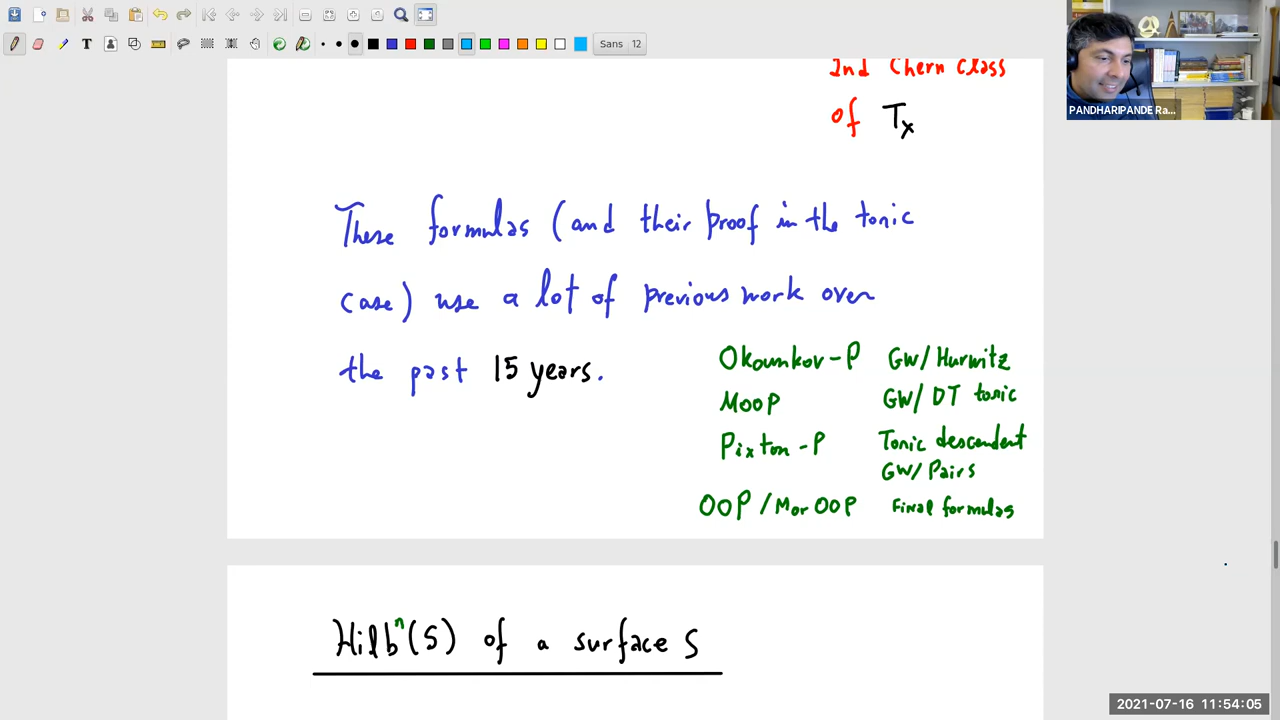 Sans 12
PANDHARIPANDE Ra...
2nd Chern Class
of Tx
These formulas (and their proof in the toric
case) use a lot of previous work over
the past 15 years.
Okounkov-P GW/Hurwitz
MOOP GW/DT toric
Pixton-P Toric descendent
GW/Pairs
OOP/MorOOP Final formulas
Hilbⁿ(S) of a surface S
2021-07-16 11:54:05